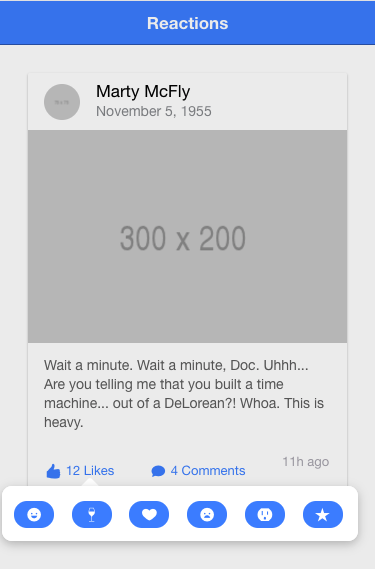 Reactions
Marty McFly
November 5, 1955
300 x 200
Wait a minute. Wait a minute, Doc. Uhhh...
Are you telling me that you built a time
machine... out of a DeLorean?! Whoa. This is
heavy.
12 Likes
4 Comments
11h ago